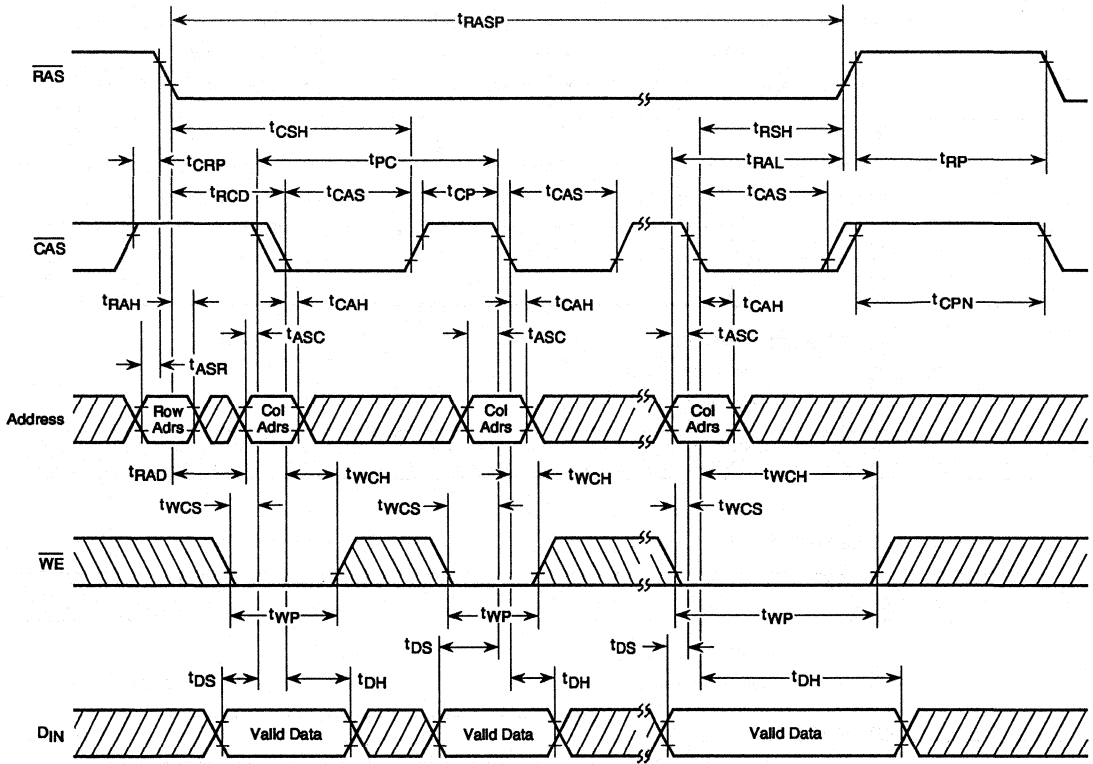 tRASP
RAS
tCSH
tRSH
tCRP
tPC
tRAL
tRP
tRCD
tCAS
tCP
tCAS
tCAS
CAS
tRAH
tCAH
tCAH
tCAH
tCPN
tASC
tASC
tASC
tASR
Address
Row
Adrs
Col
Adrs
Col
Adrs
Col
Adrs
tRAD
tWCH
tWCH
tWCH
tWCS
tWCS
tWCS
WE
tWP
tWP
tWP
tDS
tDS
tDS
tDH
tDH
tDH
DIN
Valid Data
Valid Data
Valid Data